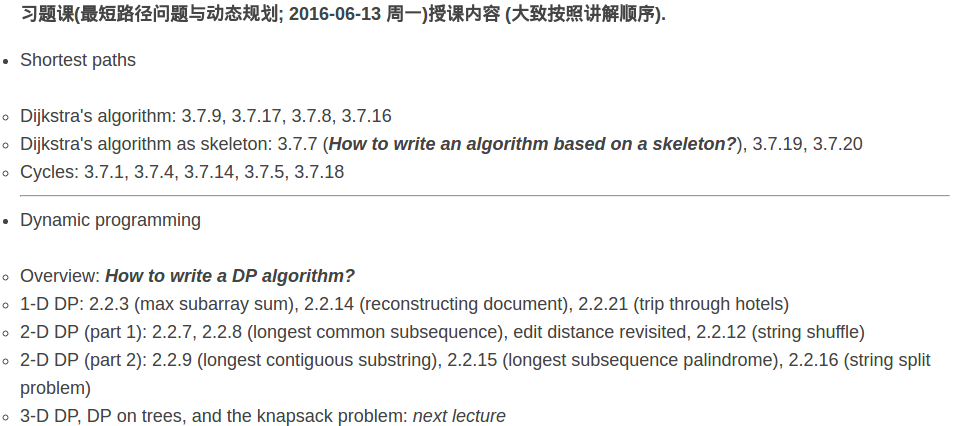 习题课(最短路径问题与动态规划; 2016-06-13 周一)授课内容 (大致按照讲解顺序).
Shortest paths
Dijkstra's algorithm: 3.7.9, 3.7.17, 3.7.8, 3.7.16
Dijkstra's algorithm as skeleton: 3.7.7 (How to write an algorithm based on a skeleton?), 3.7.19, 3.7.20
Cycles: 3.7.1, 3.7.4, 3.7.14, 3.7.5, 3.7.18
Dynamic programming
Overview: How to write a DP algorithm?
1-D DP: 2.2.3 (max subarray sum), 2.2.14 (reconstructing document), 2.2.21 (trip through hotels)
2-D DP (part 1): 2.2.7, 2.2.8 (longest common subsequence), edit distance revisited, 2.2.12 (string shuffle)
2-D DP (part 2): 2.2.9 (longest contiguous substring), 2.2.15 (longest subsequence palindrome), 2.2.16 (string split
problem)
3-D DP, DP on trees, and the knapsack problem: next lecture